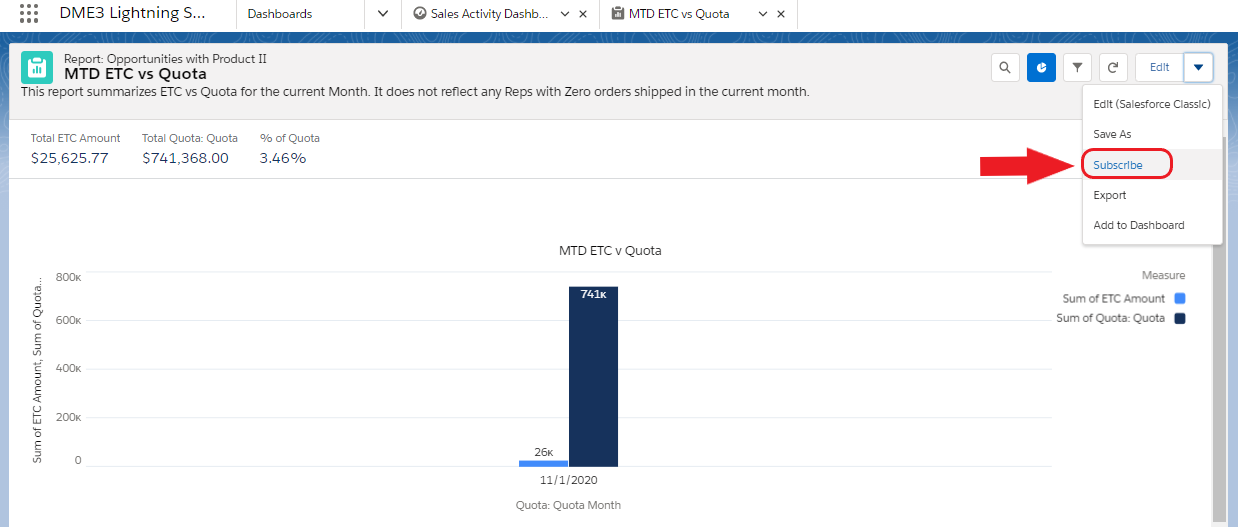 DME3 Lightning S...
Dashboards
Sales Activity Dashb...
MTD ETC vs Quota
Report: Opportunities with Product II
MTD ETC vs Quota
This report summarizes ETC vs Quota for the current Month. It does not reflect any Reps with Zero orders shipped in the current month.
Edit
Edit (Salesforce Classic)
Save As
Subscribe
Export
Add to Dashboard
Total ETC Amount
$25,625.77
Total Quota: Quota
$741,368.00
% of Quota
3.46%
MTD ETC v Quota
Sum of ETC Amount, Sum of Quota...
800K
600K
400K
200K
0
741K
26K
11/1/2020
Quota: Quota Month
Measure
Sum of ETC Amount
Sum of Quota: Quota